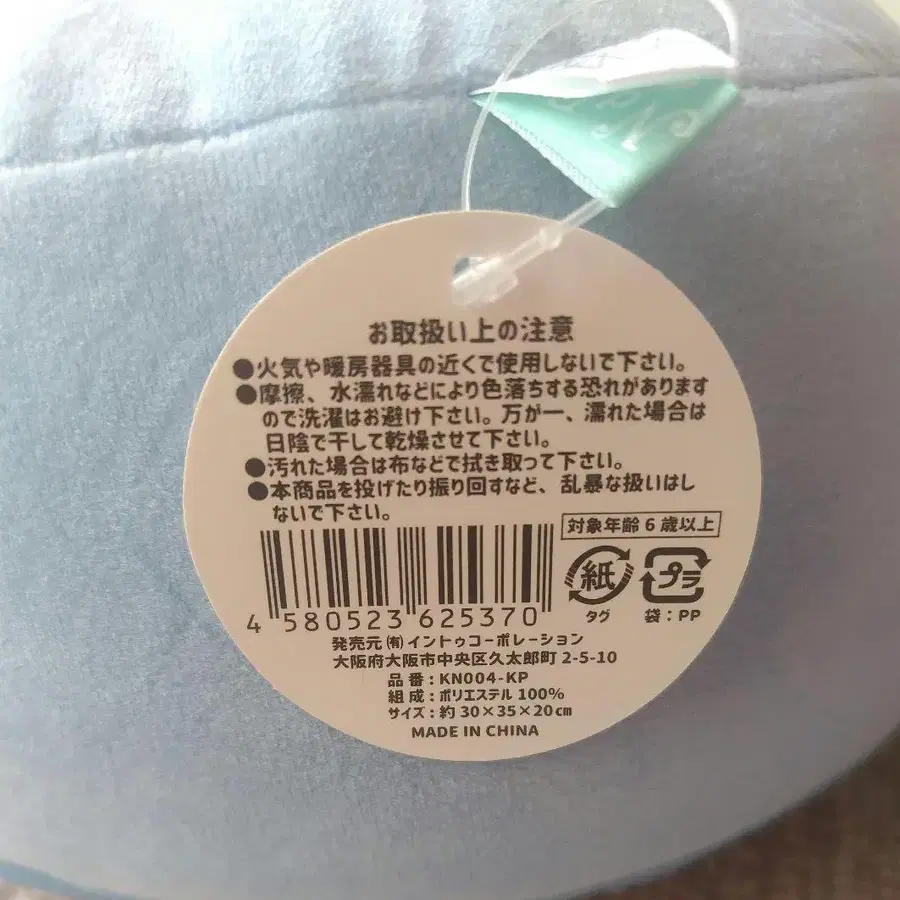 お取扱い上の注意
●火気や暖房器具の近くで使用しないで下さい。
●摩擦、水濡れなどにより色落ちする恐れがあります
ので洗濯はお避け下さい。万が一、濡れた場合は
日陰で干して乾燥させて下さい。
●汚れた場合は布などで拭き取って下さい。
●本商品を投げたり振り回すなど、乱暴な扱いはし
ないで下さい。
対象年齢6歳以上
紙
タグ
プラ
袋：PP
4 580523 625370
発売元 ㈲イントゥコーポレーション
大阪府大阪市中央区久太郎町 2-5-10
品番：KN004-KP
組成：ポリエステル 100%
サイズ：約 30×35×20㎝
MADE IN CHINA